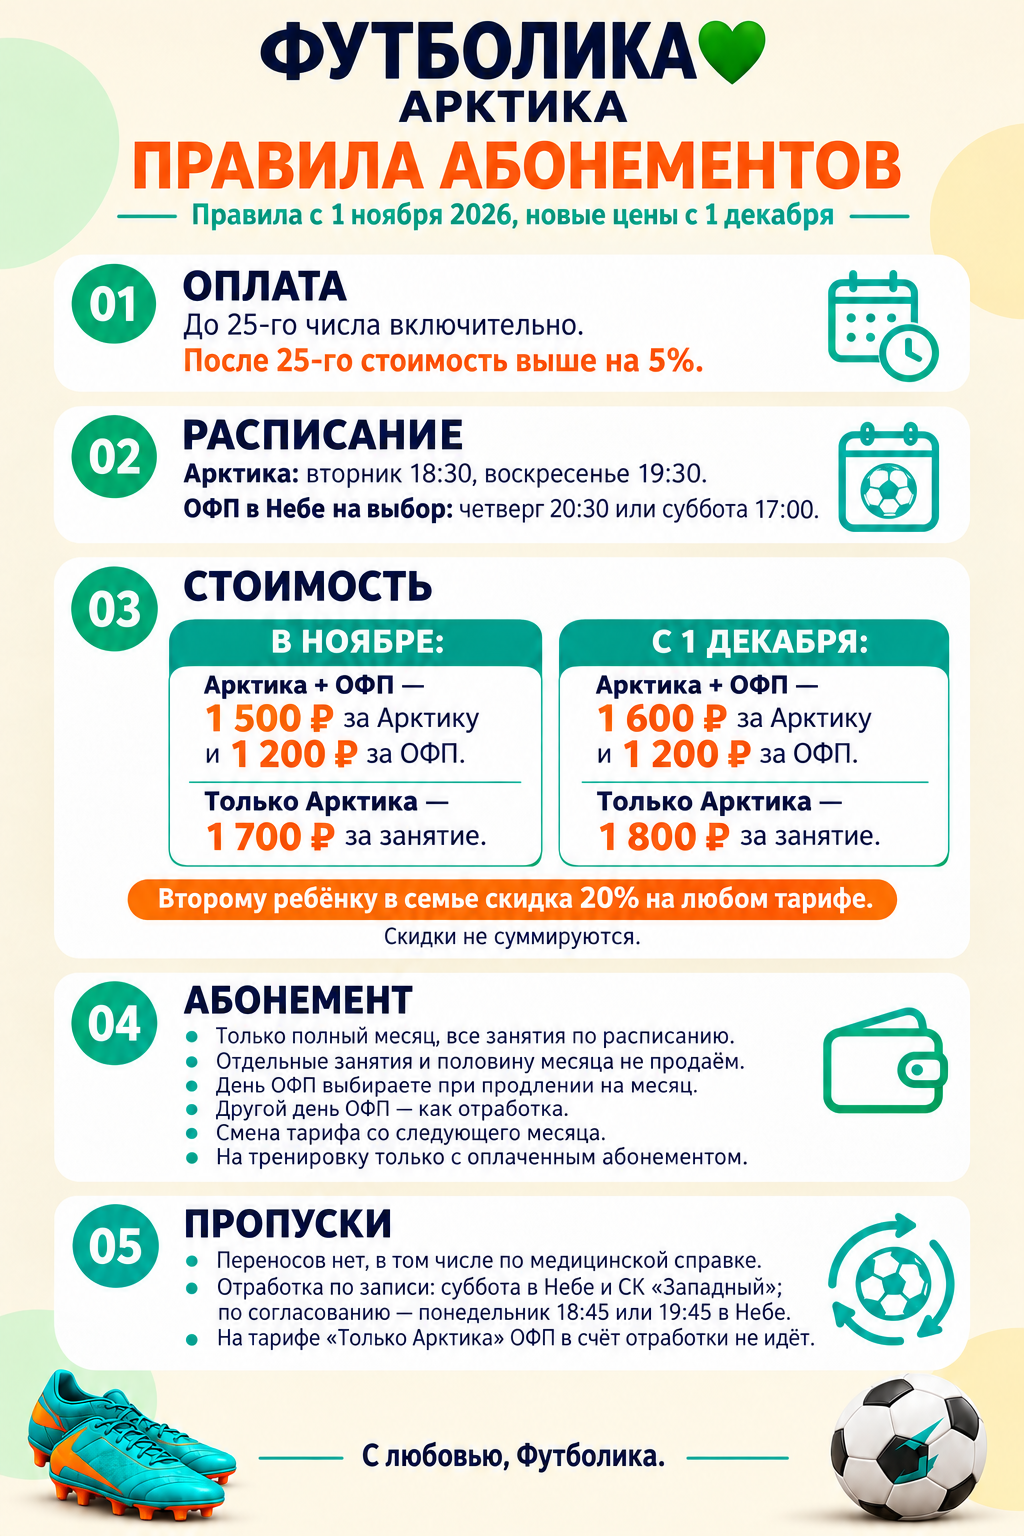 ФУТБОЛИКА💚
АРКТИКА
ПРАВИЛА АБОНЕМЕНТОВ
Правила с 1 ноября 2026, новые цены с 1 декабря
01
ОПЛАТА
До 25-го числа включительно.
После 25-го стоимость выше на 5%.
02
РАСПИСАНИЕ
Арктика: вторник 18:30, воскресенье 19:30.
ОФП в Небе на выбор: четверг 20:30 или суббота 17:00.
03
СТОИМОСТЬ
В НОЯБРЕ:
Арктика + ОФП —
1 500 ₽ за Арктику
и 1 200 ₽ за ОФП.
Только Арктика —
1 700 ₽ за занятие.
С 1 ДЕКАБРЯ:
Арктика + ОФП —
1 600 ₽ за Арктику
и 1 200 ₽ за ОФП.
Только Арктика —
1 800 ₽ за занятие.
Второму ребёнку в семье скидка 20% на любом тарифе.
Скидки не суммируются.
04
АБОНЕМЕНТ
● Только полный месяц, все занятия по расписанию.
● Отдельные занятия и половину месяца не продаём.
● День ОФП выбираете при продлении на месяц.
● Другой день ОФП — как отработка.
● Смена тарифа со следующего месяца.
● На тренировку только с оплаченным абонементом.
05
ПРОПУСКИ
● Переносов нет, в том числе по медицинской справке.
● Отработка по записи: суббота в Небе и СК «Западный»;
по согласованию — понедельник 18:45 или 19:45 в Небе.
● На тарифе «Только Арктика» ОФП в счёт отработки не идёт.
С любовью, Футболика.